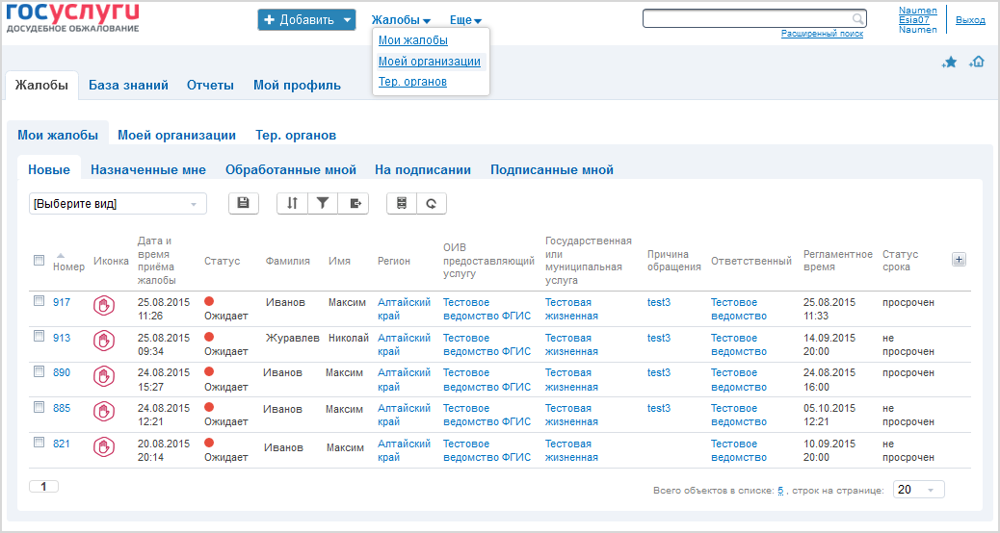 госуслуги
ДОСУДЕБНОЕ ОБЖАЛОВАНИЕ
+ Добавить
Жалобы
Еще
Расширенный поиск
Naumen
Esia07
Naumen
Выход
Мои жалобы
Моей организации
Тер. органов
Жалобы База знаний Отчеты Мой профиль
Мои жалобы Моей организации Тер. органов
Новые Назначенные мне Обработанные мной На подписании Подписанные мной
[Выберите вид]
Номер
Иконка
Дата и
время
приёма
жалобы
Статус
Фамилия
Имя
Регион
ОИВ
предоставляющий
услугу
Государственная
или
муниципальная
услуга
Причина
обращения
Ответственный
Регламентное
время
Статус
срока
+
917 25.08.2015 Иванов Максим Алтайский Тестовое Тестовая test3 Тестовое 25.08.2015 просрочен
11:26 Ожидает край ведомство ФГИС жизненная ведомство 11:33
913 25.08.2015 Журавлев Николай Алтайский Тестовое Тестовая test3 Тестовое 14.09.2015 не
09:34 Ожидает край ведомство ФГИС жизненная ведомство 20:00 просрочен
890 24.08.2015 Иванов Максим Алтайский Тестовое Тестовая test3 Тестовое 24.08.2015 не
15:27 Ожидает край ведомство ФГИС жизненная ведомство 16:00 просрочен
885 24.08.2015 Иванов Максим Алтайский Тестовое Тестовая test3 Тестовое 05.10.2015 не
12:21 Ожидает край ведомство ФГИС жизненная ведомство 12:21 просрочен
821 20.08.2015 Иванов Максим Алтайский Тестовое Тестовая Тестовое 10.09.2015 не
20:14 Ожидает край ведомство ФГИС жизненная ведомство 20:00 просрочен
1
Всего объектов в списке: 5 , строк на странице: 20